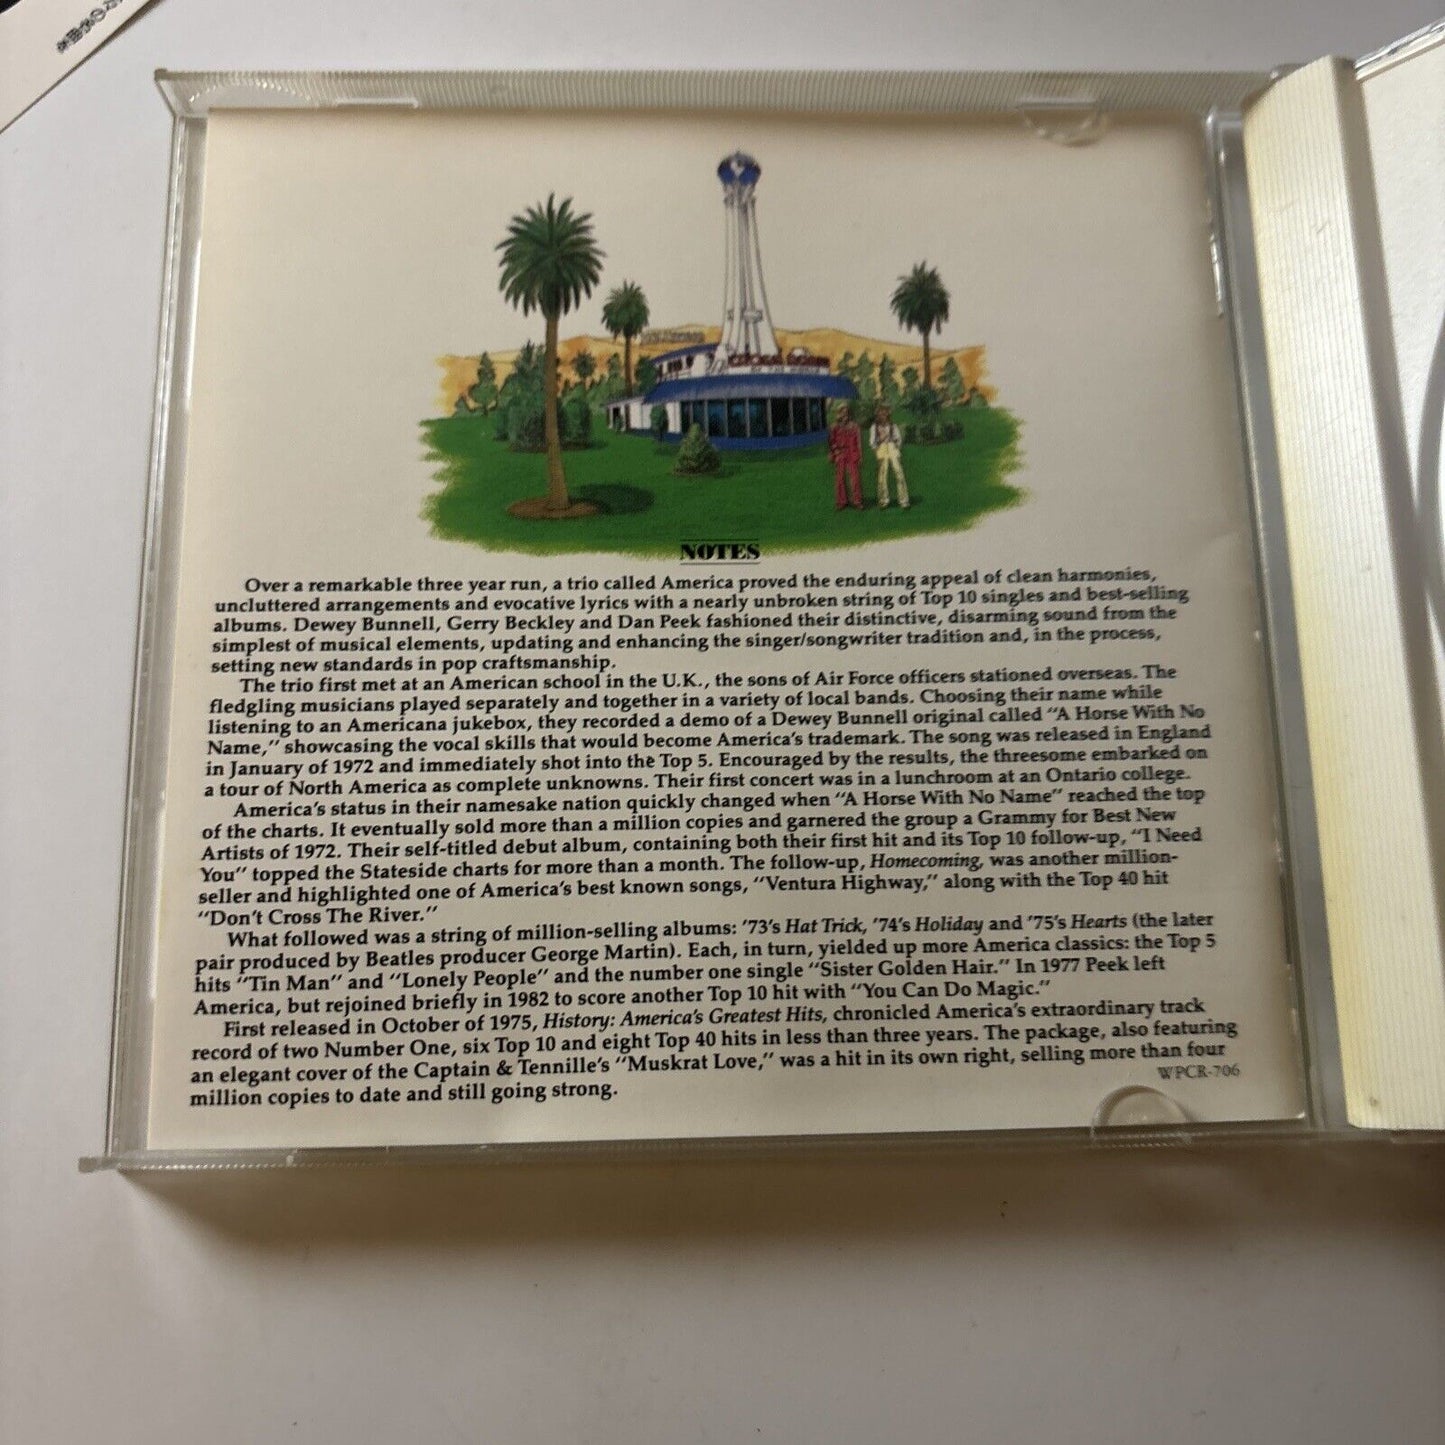 CROSSROADS
OF THE WORLD
NOTES
Over a remarkable three year run, a trio called America proved the enduring appeal of clean harmonies,
uncluttered arrangements and evocative lyrics with a nearly unbroken string of Top 10 singles and best-selling
albums. Dewey Bunnell, Gerry Beckley and Dan Peek fashioned their distinctive, disarming sound from the
simplest of musical elements, updating and enhancing the singer/songwriter tradition and, in the process,
setting new standards in pop craftsmanship.
The trio first met at an American school in the U.K., the sons of Air Force officers stationed overseas. The
fledgling musicians played separately and together in a variety of local bands. Choosing their name while
listening to an Americana jukebox, they recorded a demo of a Dewey Bunnell original called "A Horse With No
Name," showcasing the vocal skills that would become America's trademark. The song was released in England
in January of 1972 and immediately shot into the Top 5. Encouraged by the results, the threesome embarked on
a tour of North America as complete unknowns. Their first concert was in a lunchroom at an Ontario college.
America's status in their namesake nation quickly changed when "A Horse With No Name" reached the top
of the charts. It eventually sold more than a million copies and garnered the group a Grammy for Best New
Artists of 1972. Their self-titled debut album, containing both their first hit and its Top 10 follow-up, "I Need
You" topped the Stateside charts for more than a month. The follow-up, Homecoming, was another million-
seller and highlighted one of America's best known songs, "Ventura Highway," along with the Top 40 hit
"Don't Cross The River."
What followed was a string of million-selling albums: '73's Hat Trick, '74's Holiday and '75's Hearts (the later
pair produced by Beatles producer George Martin). Each, in turn, yielded up more America classics: the Top 5
hits "Tin Man" and "Lonely People" and the number one single "Sister Golden Hair." In 1977 Peek left
America, but rejoined briefly in 1982 to score another Top 10 hit with "You Can Do Magic."
First released in October of 1975, History: America's Greatest Hits, chronicled America's extraordinary track
record of two Number One, six Top 10 and eight Top 40 hits in less than three years. The package, also featuring
an elegant cover of the Captain & Tennille's "Muskrat Love," was a hit in its own right, selling more than four
million copies to date and still going strong.
WPCR-706